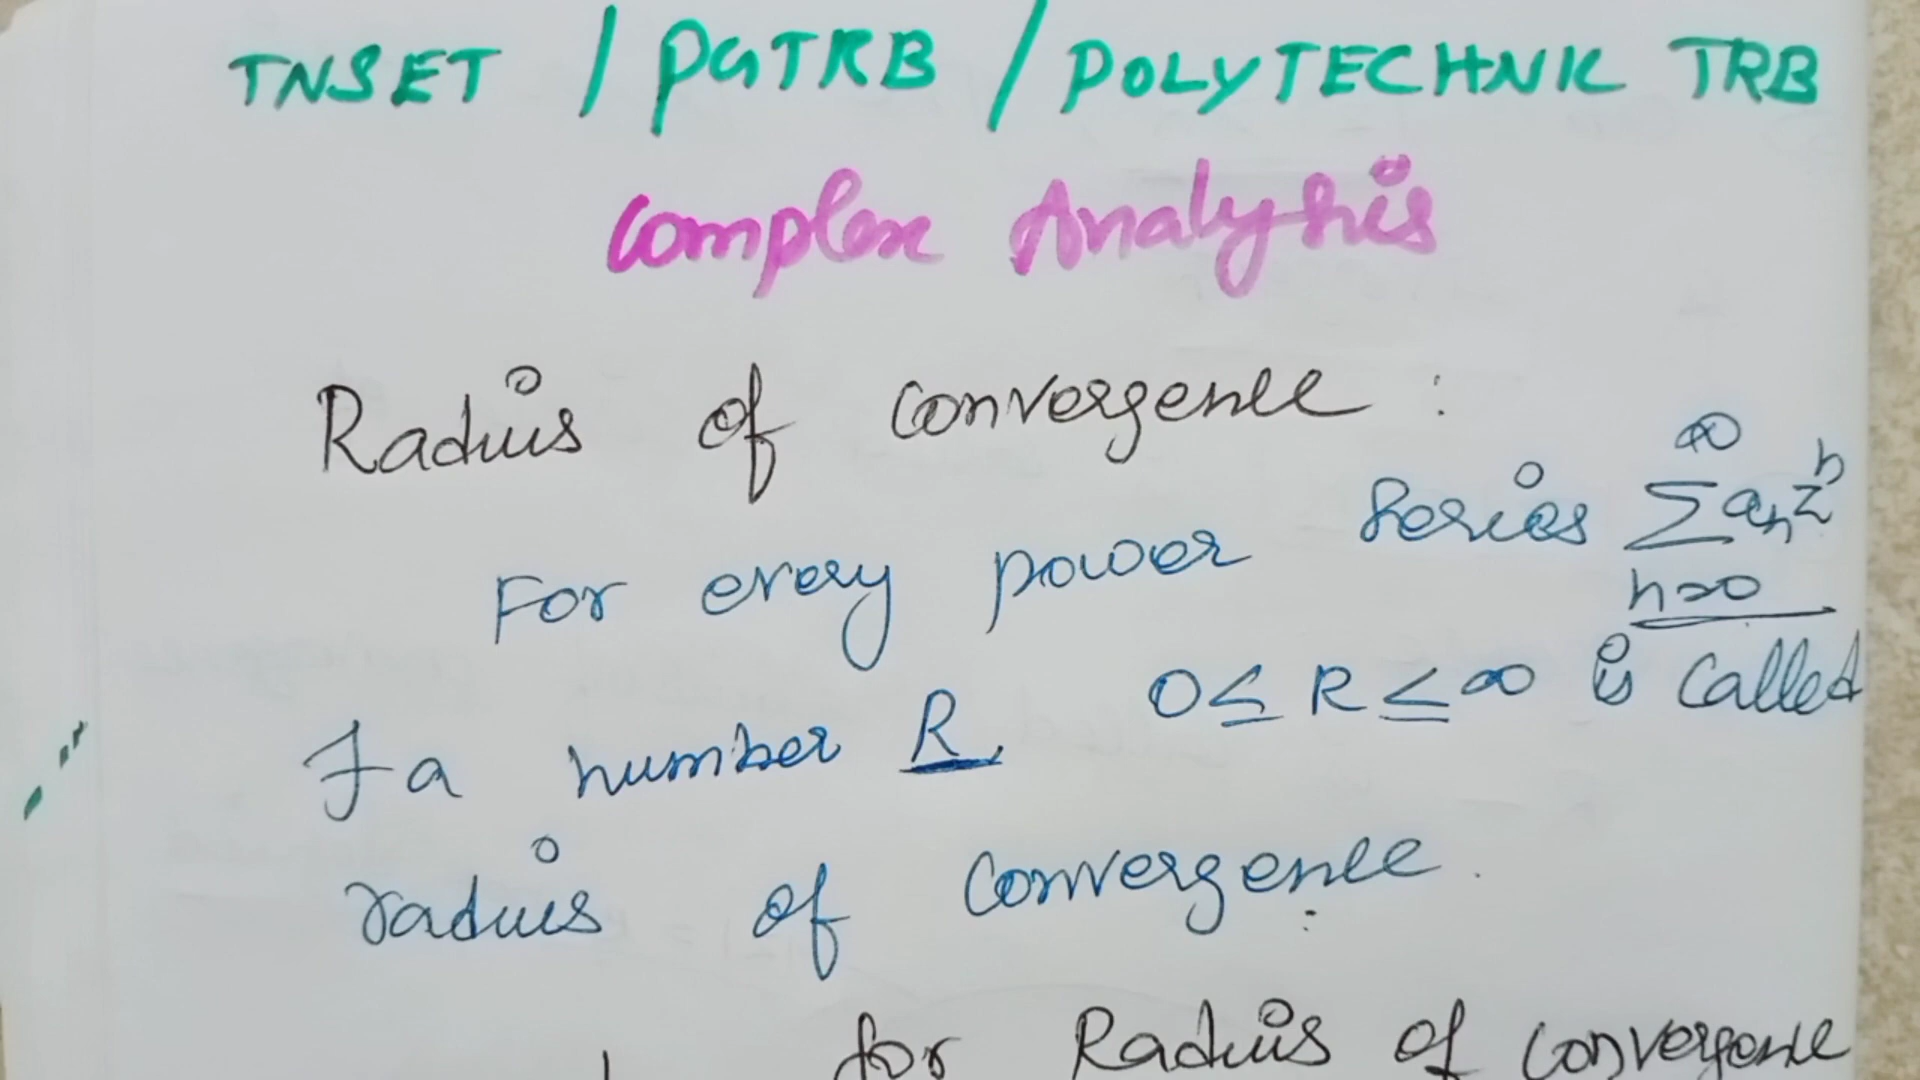 TNSET / PGTRB / POLYTECHNIC TRB
Complex Analysis
Radius of convergence :
For every power series ∑_{n=0}^{∞} a_n z^n
∃ a number R, 0 ≤ R ≤ ∞ is called
radius of convergence.
for Radius of convergence